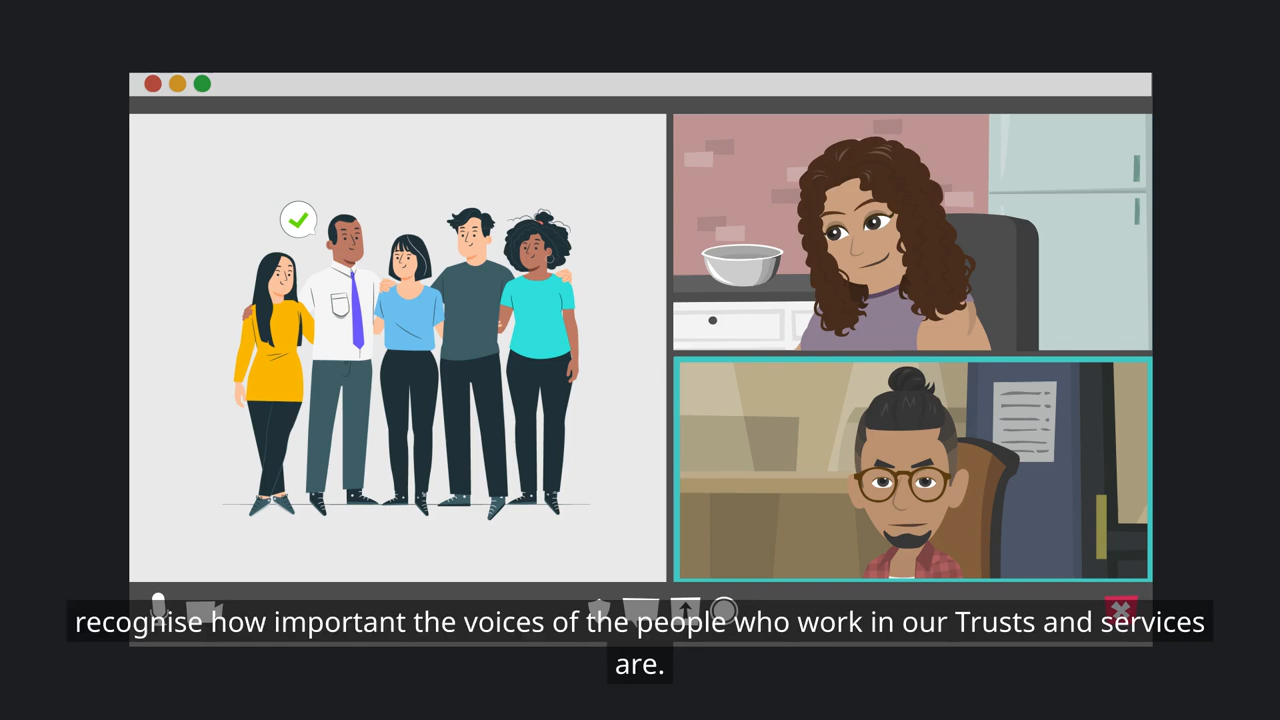 recognise how important the voices of the people who work in our Trusts and services
are.